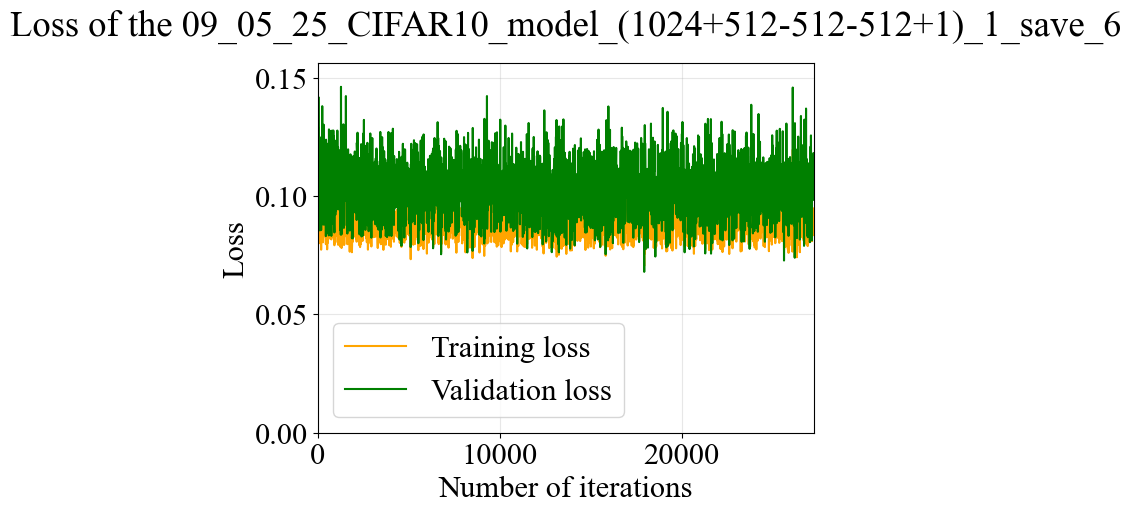 Loss of the 09_05_25_CIFAR10_model_(1024+512-512-512+1)_1_save_6
0.15
0.10
0.05
0.00
Loss
Training loss
Validation loss
0 10000 20000
Number of iterations